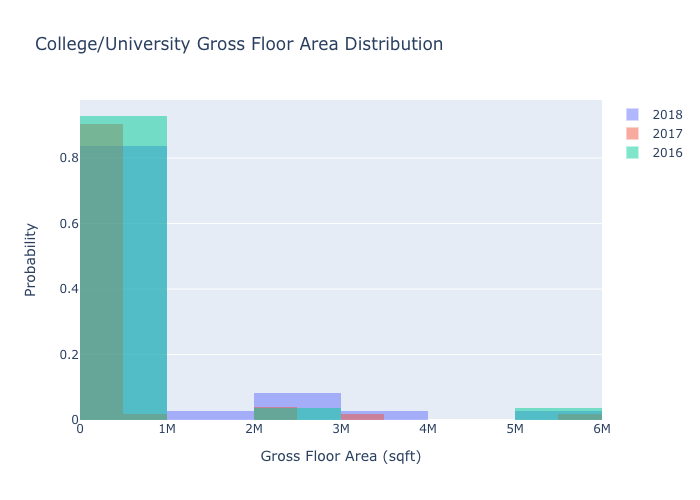 College/University Gross Floor Area Distribution
2018
2017
2016
0.8
0.6
0.4
0.2
0
Probability
0 1M 2M 3M 4M 5M 6M
Gross Floor Area (sqft)